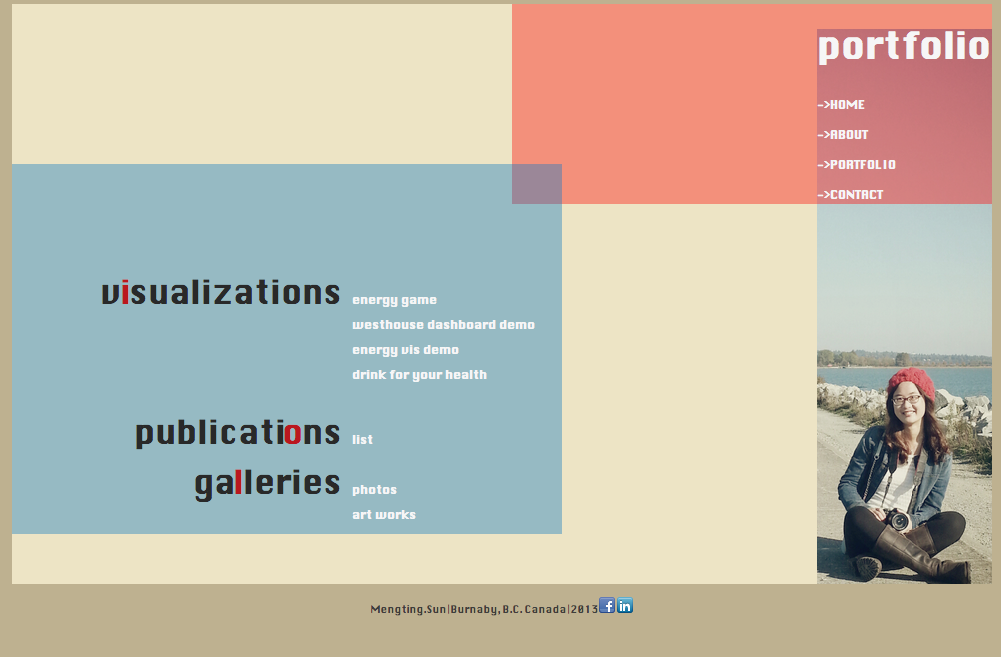 portfolio
->HOME
->ABOUT
->PORTFOLIO
->CONTACT
visualizations
energy game
westhouse dashboard demo
energy vis demo
drink for your health
publications
list
galleries
photos
art works
Mengting.Sun|Burnaby,B.C.Canada|2013